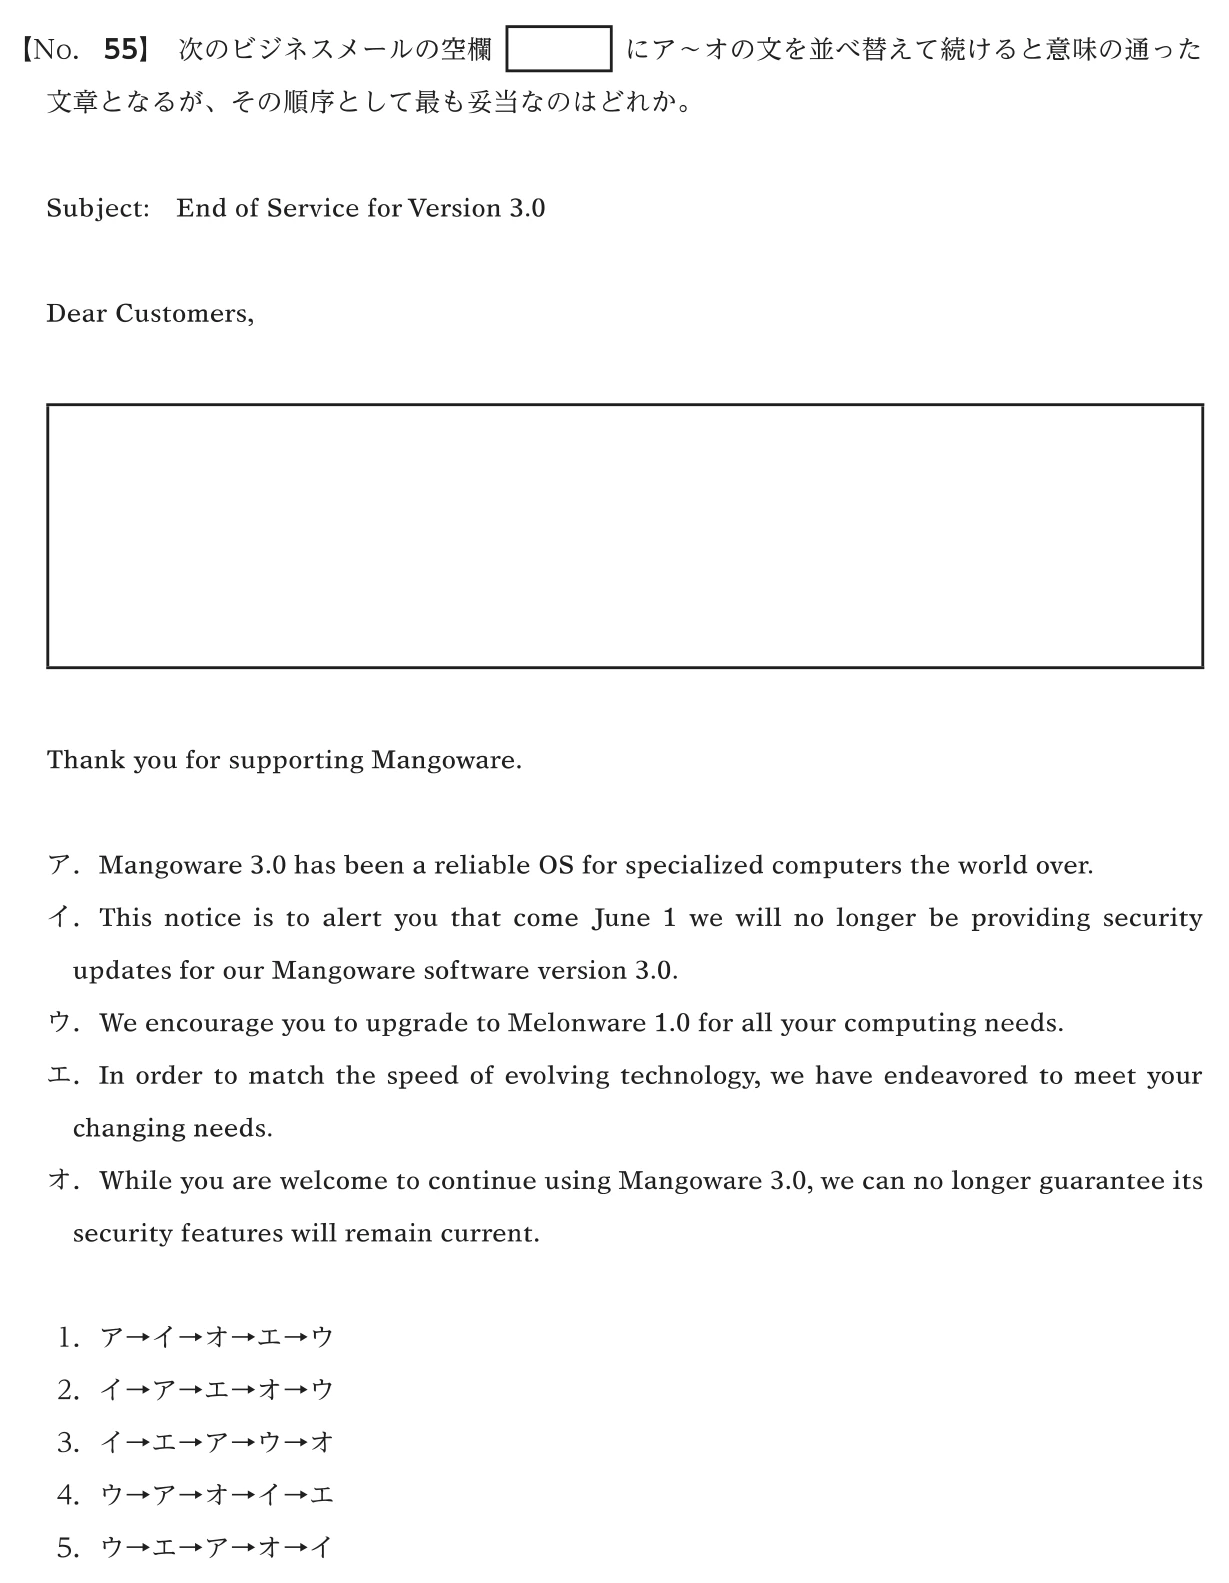 【No. 55】 次のビジネスメールの空欄 にア～オの文を並べ替えて続けると意味の通った
文章となるが、その順序として最も妥当なのはどれか。
Subject: End of Service for Version 3.0
Dear Customers,
Thank you for supporting Mangoware.
ア．Mangoware 3.0 has been a reliable OS for specialized computers the world over.
イ．This notice is to alert you that come June 1 we will no longer be providing security
updates for our Mangoware software version 3.0.
ウ．We encourage you to upgrade to Melonware 1.0 for all your computing needs.
エ．In order to match the speed of evolving technology, we have endeavored to meet your
changing needs.
オ．While you are welcome to continue using Mangoware 3.0, we can no longer guarantee its
security features will remain current.
1．ア→イ→オ→エ→ウ
2．イ→ア→エ→オ→ウ
3．イ→エ→ア→ウ→オ
4．ウ→ア→オ→イ→エ
5．ウ→エ→ア→オ→イ